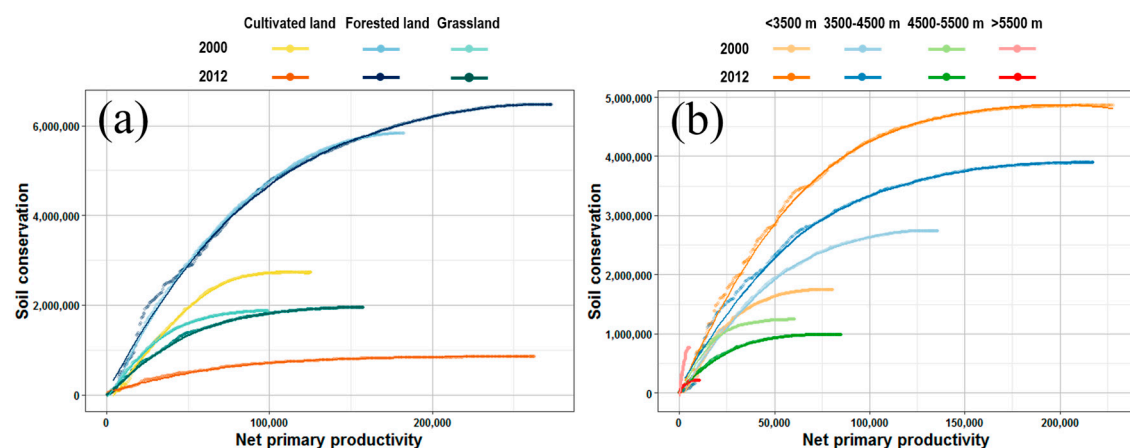 Cultivated land Forested land Grassland
2000
2012
(a)
6,000,000
4,000,000
2,000,000
0
Soil conservation
0 100,000 200,000
Net primary productivity
<3500 m 3500-4500 m 4500-5500 m >5500 m
2000
2012
(b)
5,000,000
4,000,000
3,000,000
2,000,000
1,000,000
0
Soil conservation
0 50,000 100,000 150,000 200,000
Net primary productivity